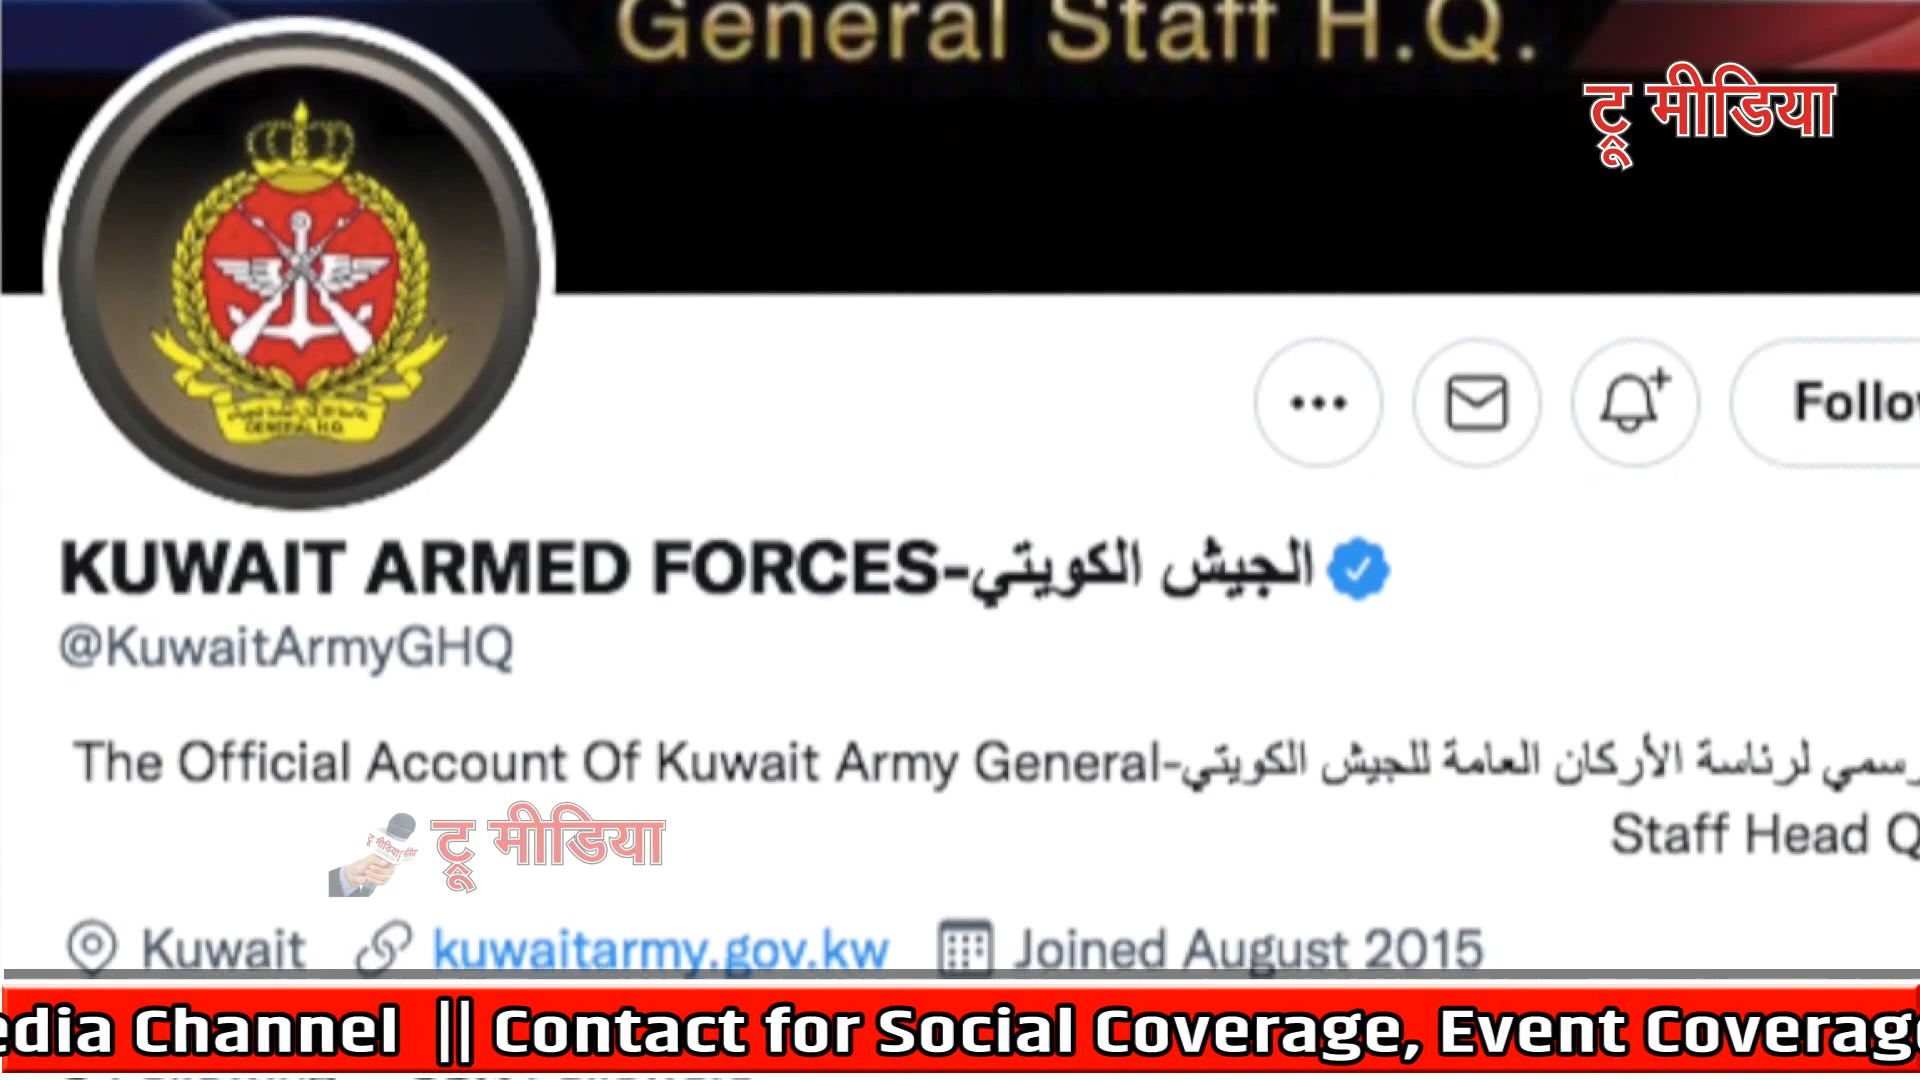 General Staff H.Q.
ट्रू मीडिया
GENERAL H.Q.
Follo
KUWAIT ARMED FORCES-الجيش الكويتي
@KuwaitArmyGHQ
The Official Account Of Kuwait Army General-رسمي لرئاسة الأركان العامة للجيش الكويتي
Staff Head Q
ट्रू मीडिया
Kuwait kuwaitarmy.gov.kw Joined August 2015
edia Channel || Contact for Social Coverage, Event Coverage